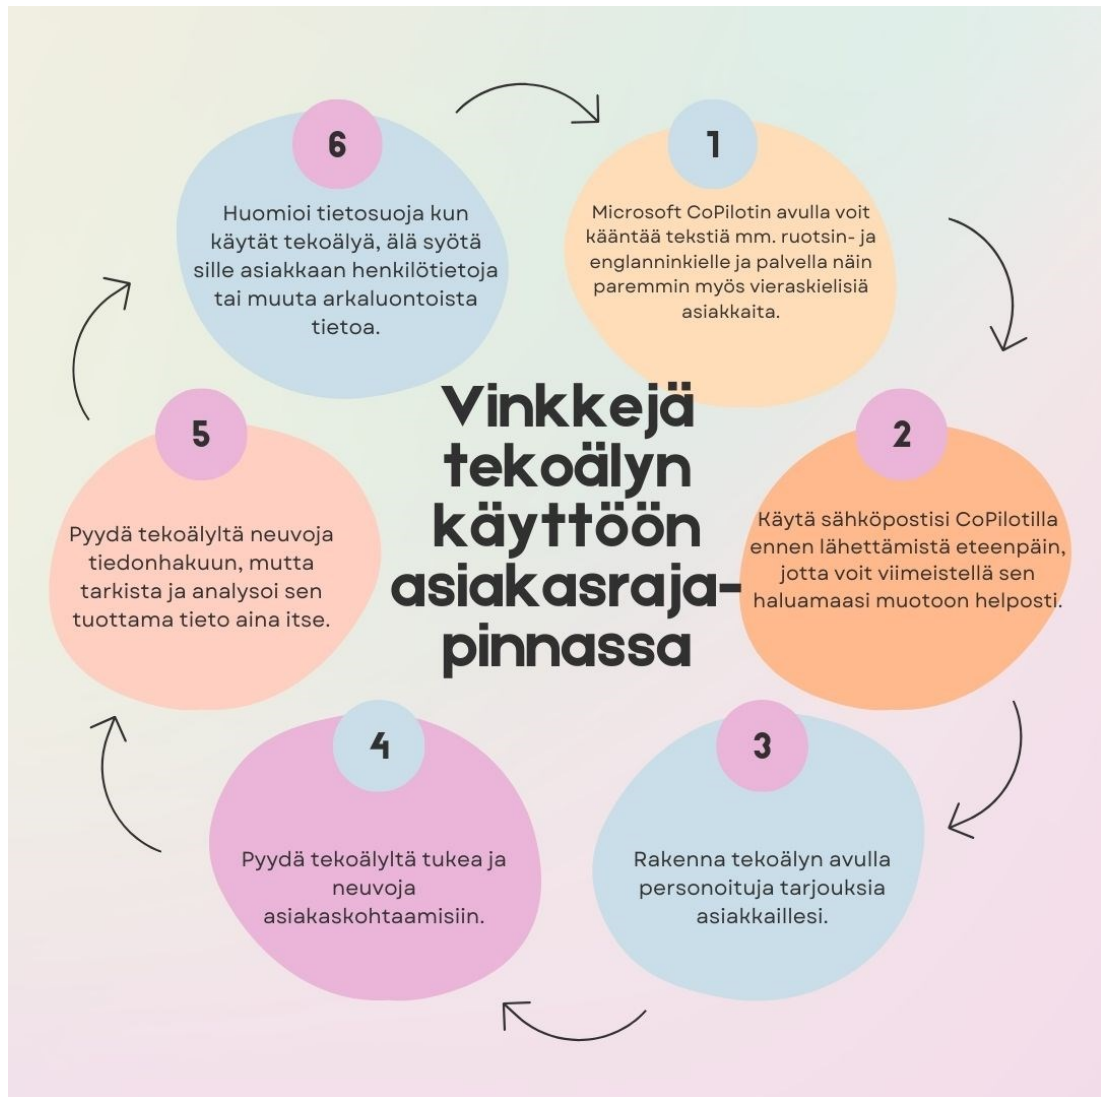 Vinkkejä
tekoälyn
käyttöön
asiakasraja-
pinnassa
1
Microsoft CoPilotin avulla voit
kääntää tekstiä mm. ruotsin- ja
englanninkielle ja palvella näin
paremmin myös vieraskielisiä
asiakkaita.
2
Käytä sähköpostisi CoPilotilla
ennen lähettämistä eteenpäin,
jotta voit viimeistellä sen
haluamaasi muotoon helposti.
3
Rakenna tekoälyn avulla
personoituja tarjouksia
asiakkaillesi.
4
Pyydä tekoälyltä tukea ja
neuvoja
asiakaskohtaamisiin.
5
Pyydä tekoälyltä neuvoja
tiedonhakuun, mutta
tarkista ja analysoi sen
tuottama tieto aina itse.
6
Huomioi tietosuoja kun
käytät tekoälyä, älä syötä
sille asiakkaan henkilötietoja
tai muuta arkaluontoista
tietoa.